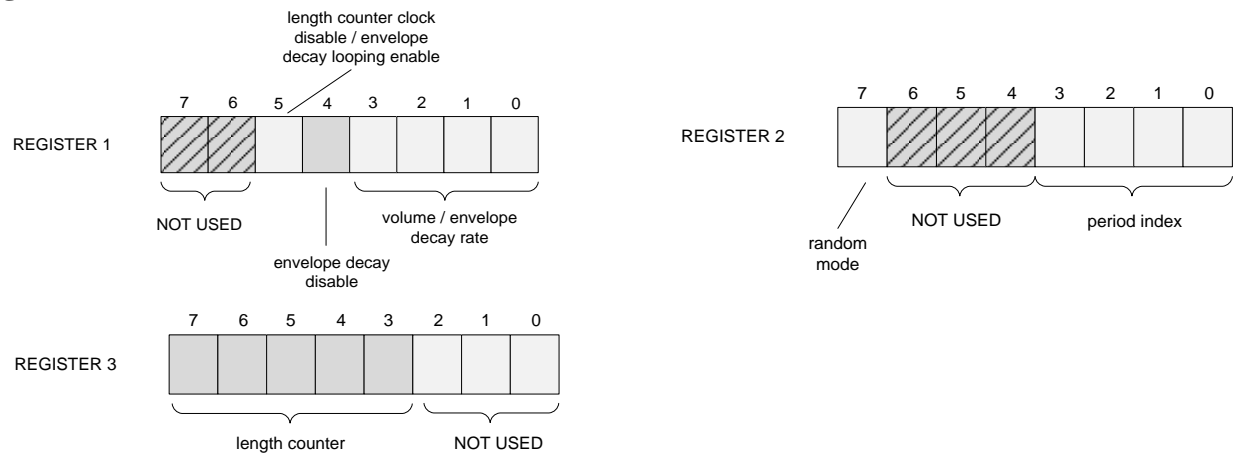 length counter clock
disable / envelope
decay looping enable
7 6 5 4 3 2 1 0
REGISTER 1
NOT USED
volume / envelope
decay rate
envelope decay
disable
7 6 5 4 3 2 1 0
REGISTER 2
NOT USED
period index
random
mode
7 6 5 4 3 2 1 0
REGISTER 3
length counter
NOT USED